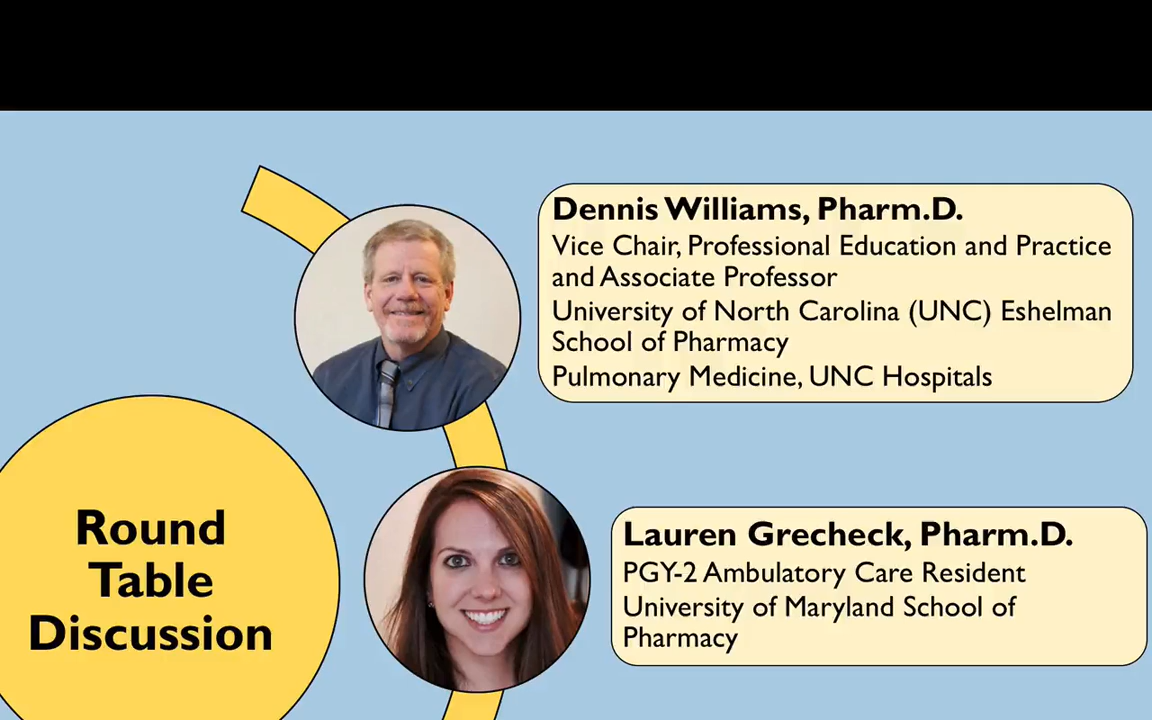 Dennis Williams, Pharm.D.
Vice Chair, Professional Education and Practice
and Associate Professor
University of North Carolina (UNC) Eshelman
School of Pharmacy
Pulmonary Medicine, UNC Hospitals
Round
Table
Discussion
Lauren Grecheck, Pharm.D.
PGY-2 Ambulatory Care Resident
University of Maryland School of
Pharmacy